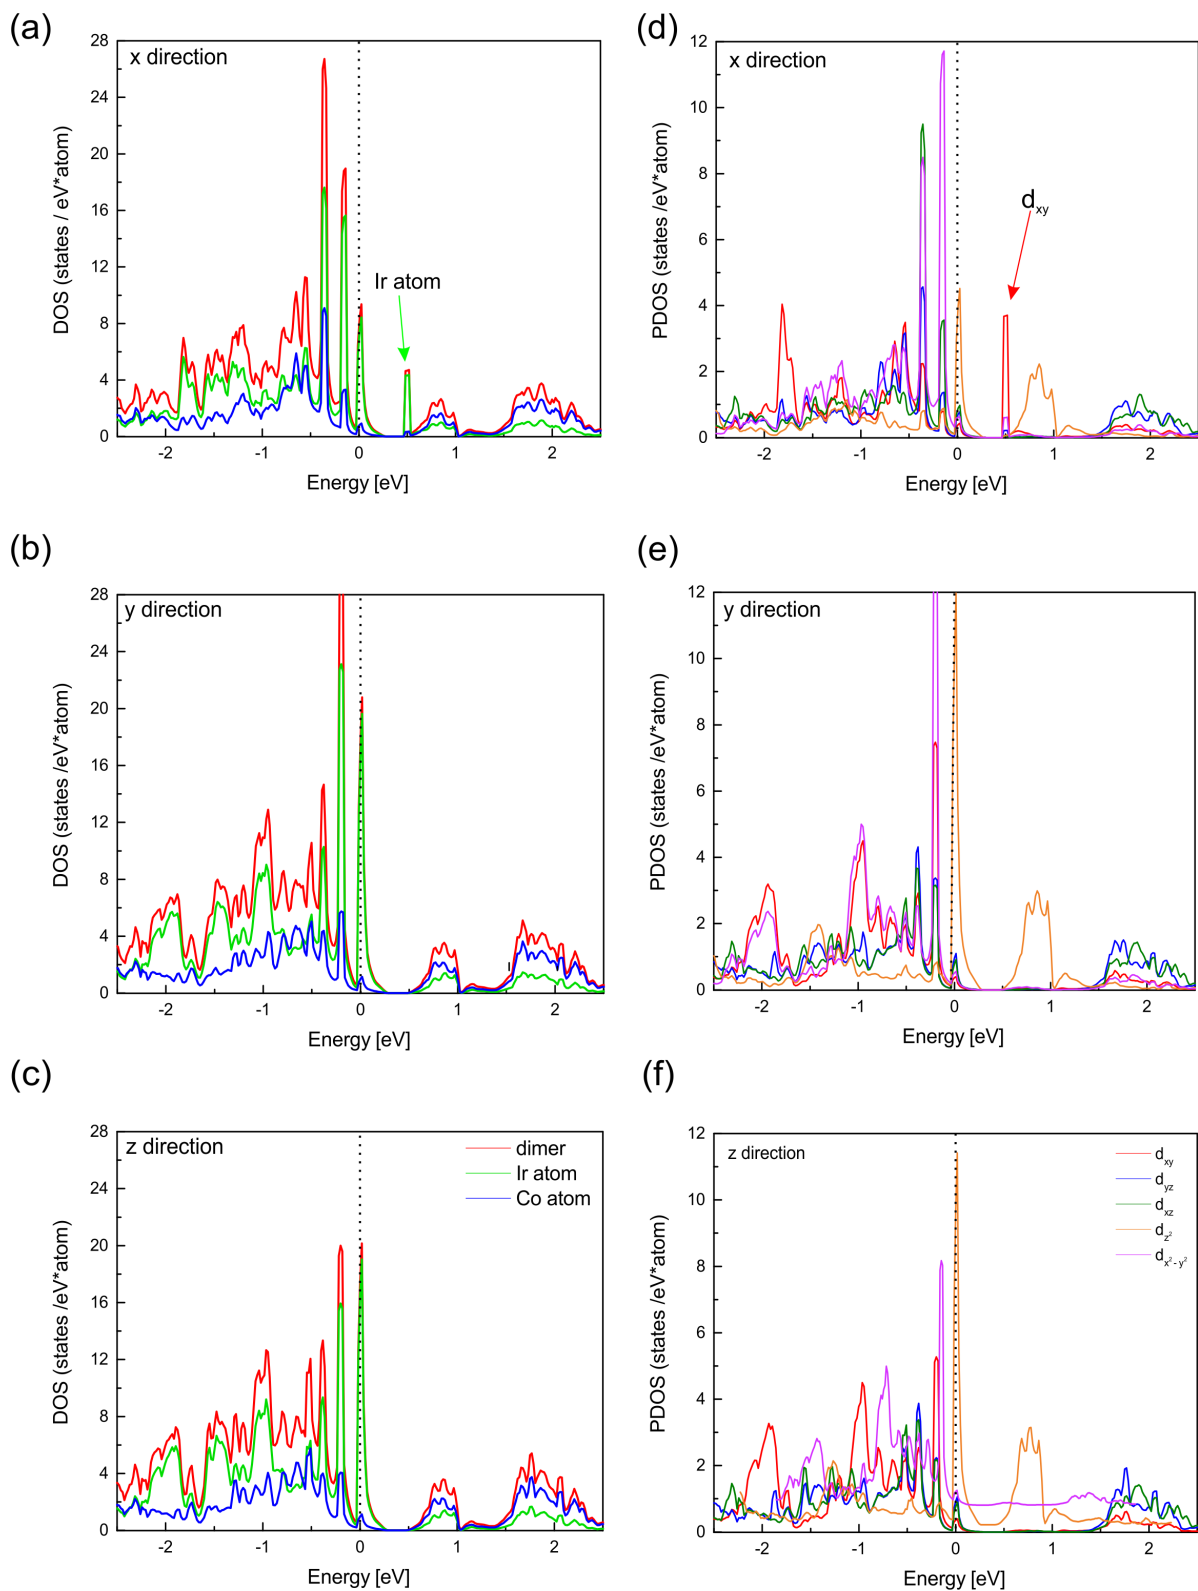 (a)
x direction
28
24
20
16
12
8
4
0
DOS (states / eV*atom)
Ir atom
-2
-1
0
1
2
Energy [eV]
(d)
x direction
12
10
8
6
4
2
0
PDOS (states /eV*atom)
dxy
-2
-1
0
1
2
Energy [eV]
(b)
y direction
28
24
20
16
12
8
4
0
DOS (states /eV*atom)
-2
-1
0
1
2
Energy [eV]
(e)
y direction
12
10
8
6
4
2
0
PDOS (states /eV*atom)
-2
-1
0
1
2
Energy [eV]
(c)
z direction
28
24
20
16
12
8
4
0
DOS (states /eV*atom)
dimer
Ir atom
Co atom
-2
-1
0
1
2
Energy [eV]
(f)
z direction
12
10
8
6
4
2
0
PDOS (states /eV*atom)
dxy
dyz
dxz
dz²
dx²-y²
-2
-1
0
1
2
Energy [eV]